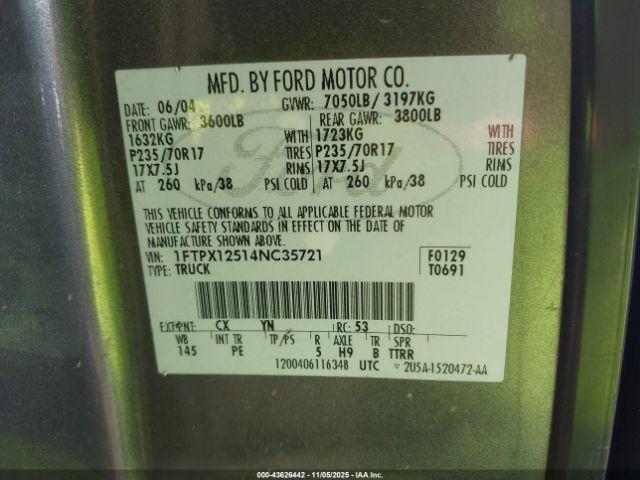 MFD. BY FORD MOTOR CO.
DATE: 06/04 GVWR: 7050LB/ 3197KG
FRONT GAWR: 3600LB REAR GAWR: 3800LB
1632KG 1723KG WITH
P235/70R17 TIRES P235/70R17 TIRES
17X7.5J RIMS 17X7.5J RIMS
AT 260 kPa/38 PSI COLD AT 260 kPa/38 PSI COLD
THIS VEHICLE CONFORMS TO ALL APPLICABLE FEDERAL MOTOR
VEHICLE SAFETY STANDARDS IN EFFECT ON THE DATE OF
MANUFACTURE SHOWN ABOVE.
VIN: 1FTPX12514NC35721 F0129
TYPE: TRUCK T0691
EXT PNT: CX YN RC: 53 DSO:
WB INT TR TP/PS R AXLE TR SPR
145 PE 5 H9 B TTRR
1200406116348 UTC 2U5A-1520472-AA
Ford
00-43626442 - 11/05/2025 - IAA Inc.